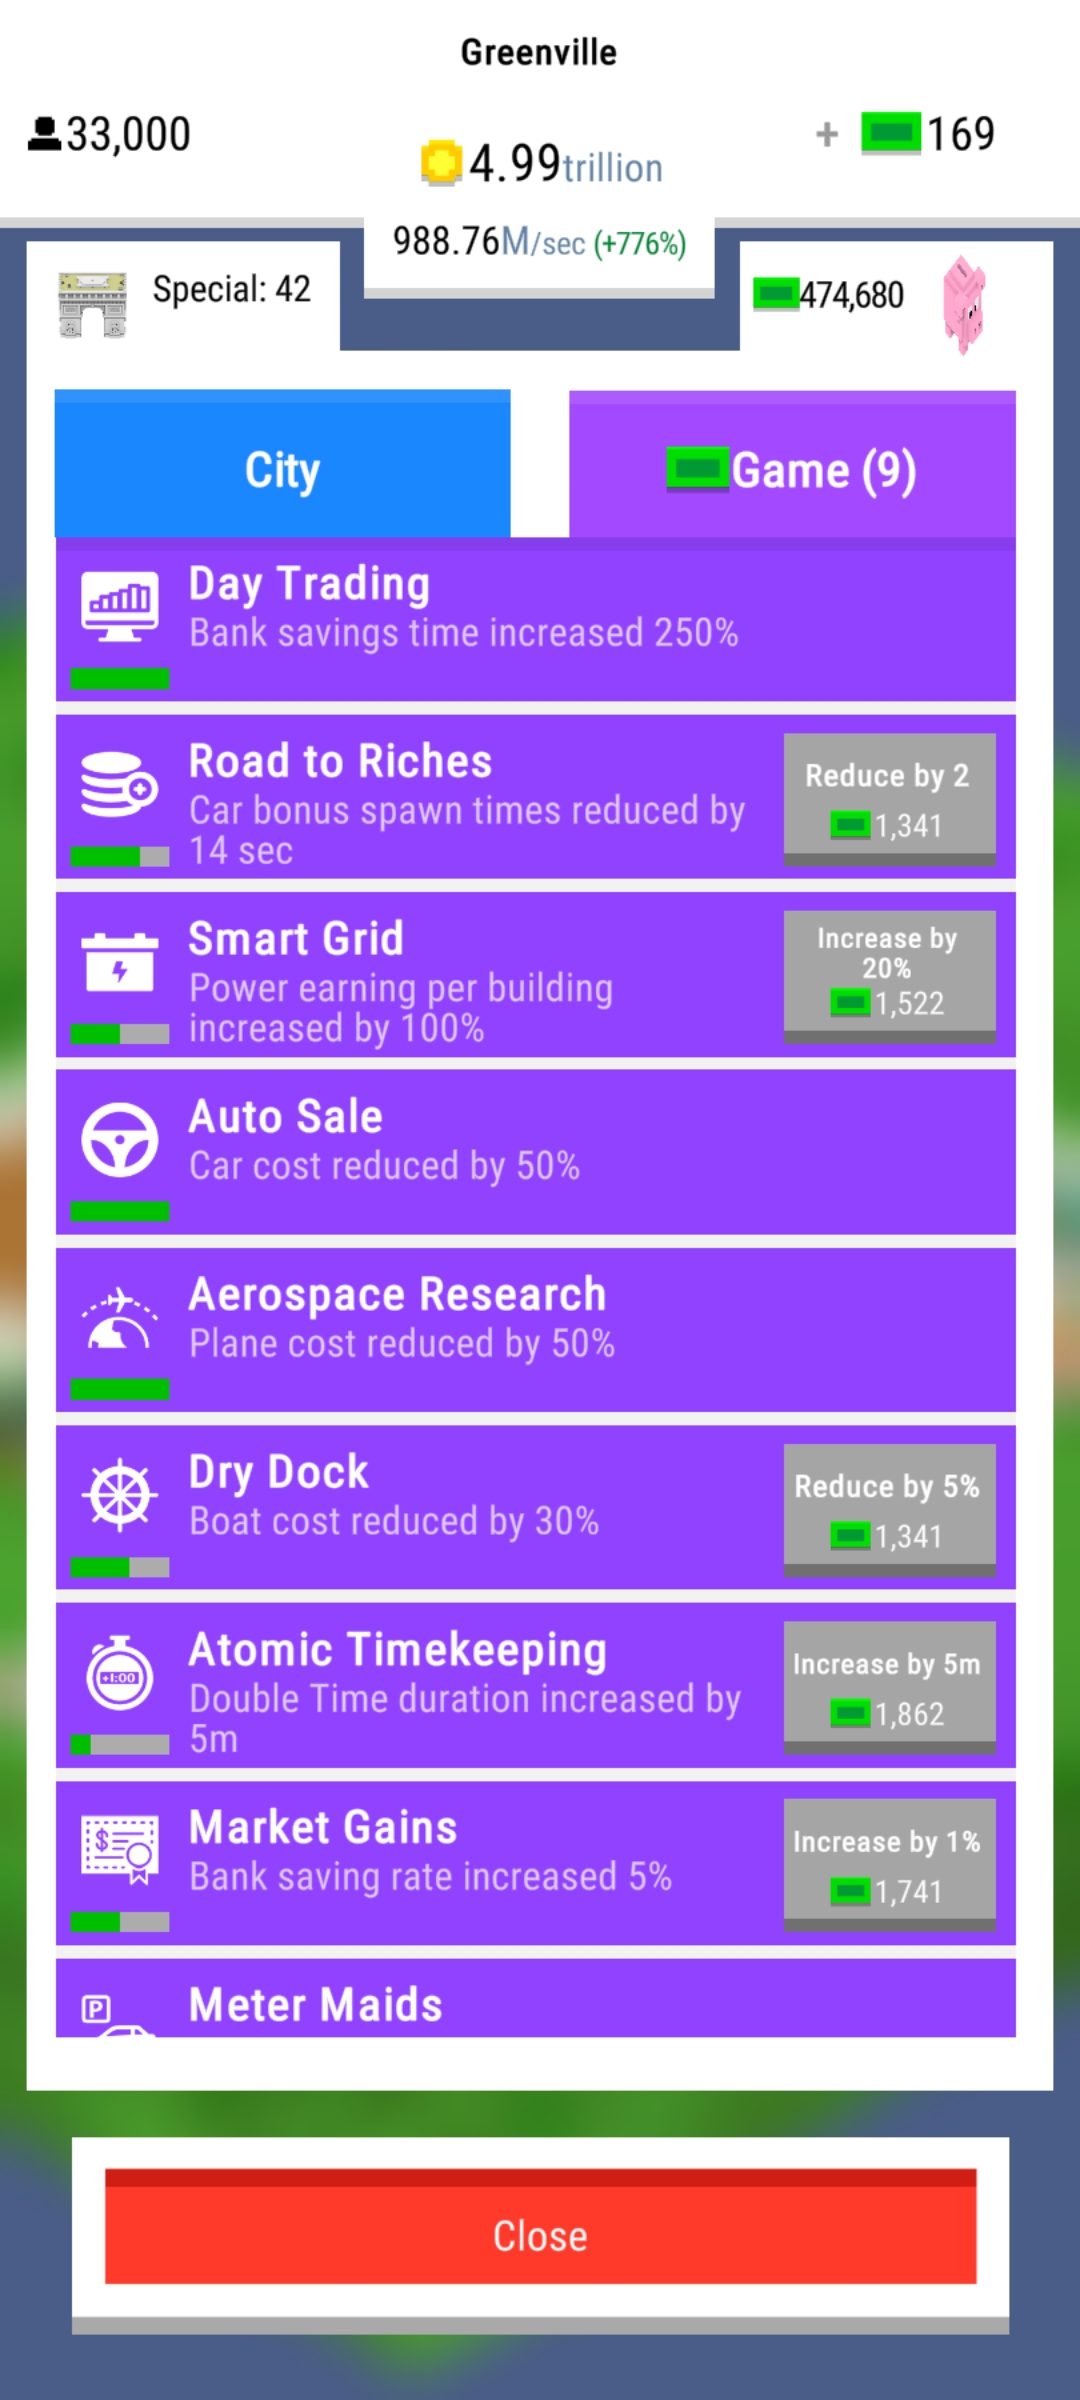 Greenville
33,000
4.99trillion
+ 169
988.76M/sec (+776%)
Special: 42
474,680
City
Game (9)
Day Trading
Bank savings time increased 250%
Road to Riches
Car bonus spawn times reduced by
14 sec
Reduce by 2
1,341
Smart Grid
Power earning per building
increased by 100%
Increase by
20%
1,522
Auto Sale
Car cost reduced by 50%
Aerospace Research
Plane cost reduced by 50%
Dry Dock
Boat cost reduced by 30%
Reduce by 5%
1,341
+1:00
Atomic Timekeeping
Double Time duration increased by
5m
Increase by 5m
1,862
$
Market Gains
Bank saving rate increased 5%
Increase by 1%
1,741
P
Meter Maids
Close